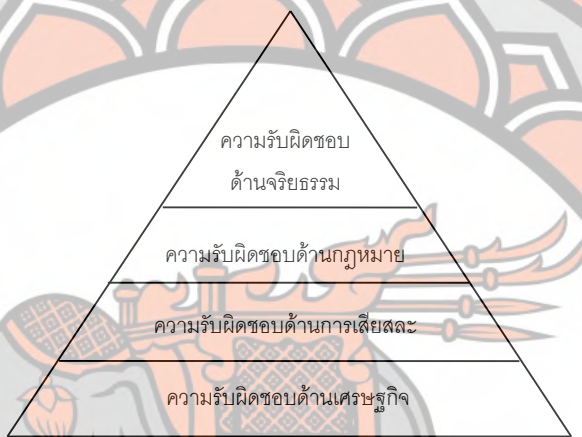 ความรับผิดชอบ
ด้านจริยธรรม
ความรับผิดชอบด้านกฎหมาย
ความรับผิดชอบด้านการเสียสละ
ความรับผิดชอบด้านเศรษฐกิจ